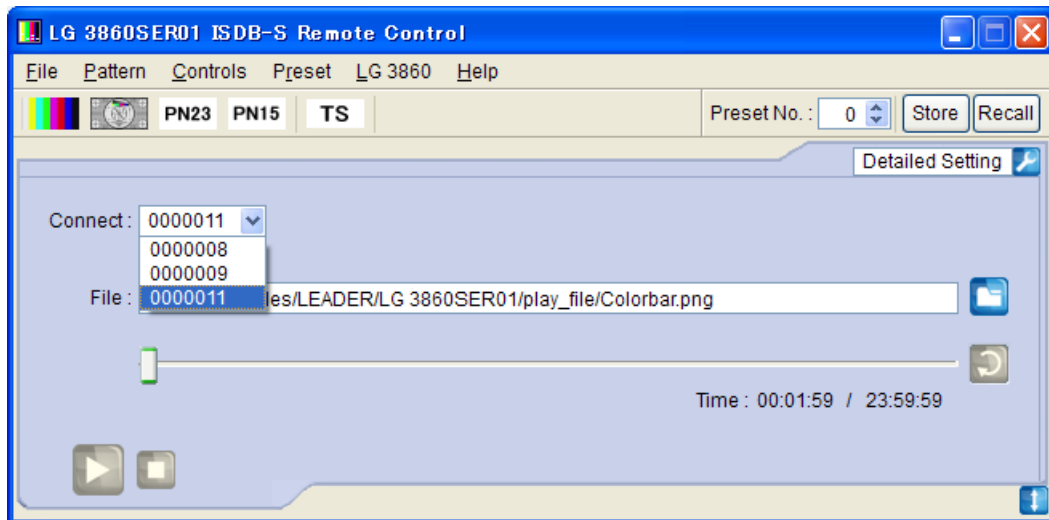 LG 3860SER01 ISDB-S Remote Control
File Pattern Controls Preset LG 3860 Help
PN23 PN15 TS Preset No. : 0 Store Recall
Detailed Setting
Connect : 0000011
0000008
0000009
0000011
File : les/LEADER/LG 3860SER01/play_file/Colorbar.png
Time : 00:01:59 / 23:59:59